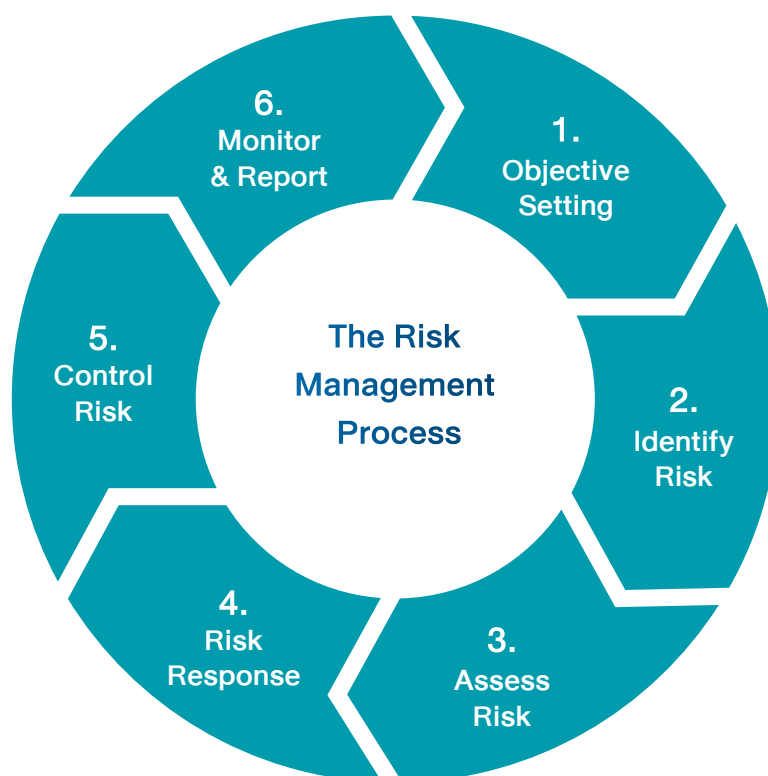 The Risk
Management
Process
1.
Objective
Setting
2.
Identify
Risk
3.
Assess
Risk
4.
Risk
Response
5.
Control
Risk
6.
Monitor
& Report